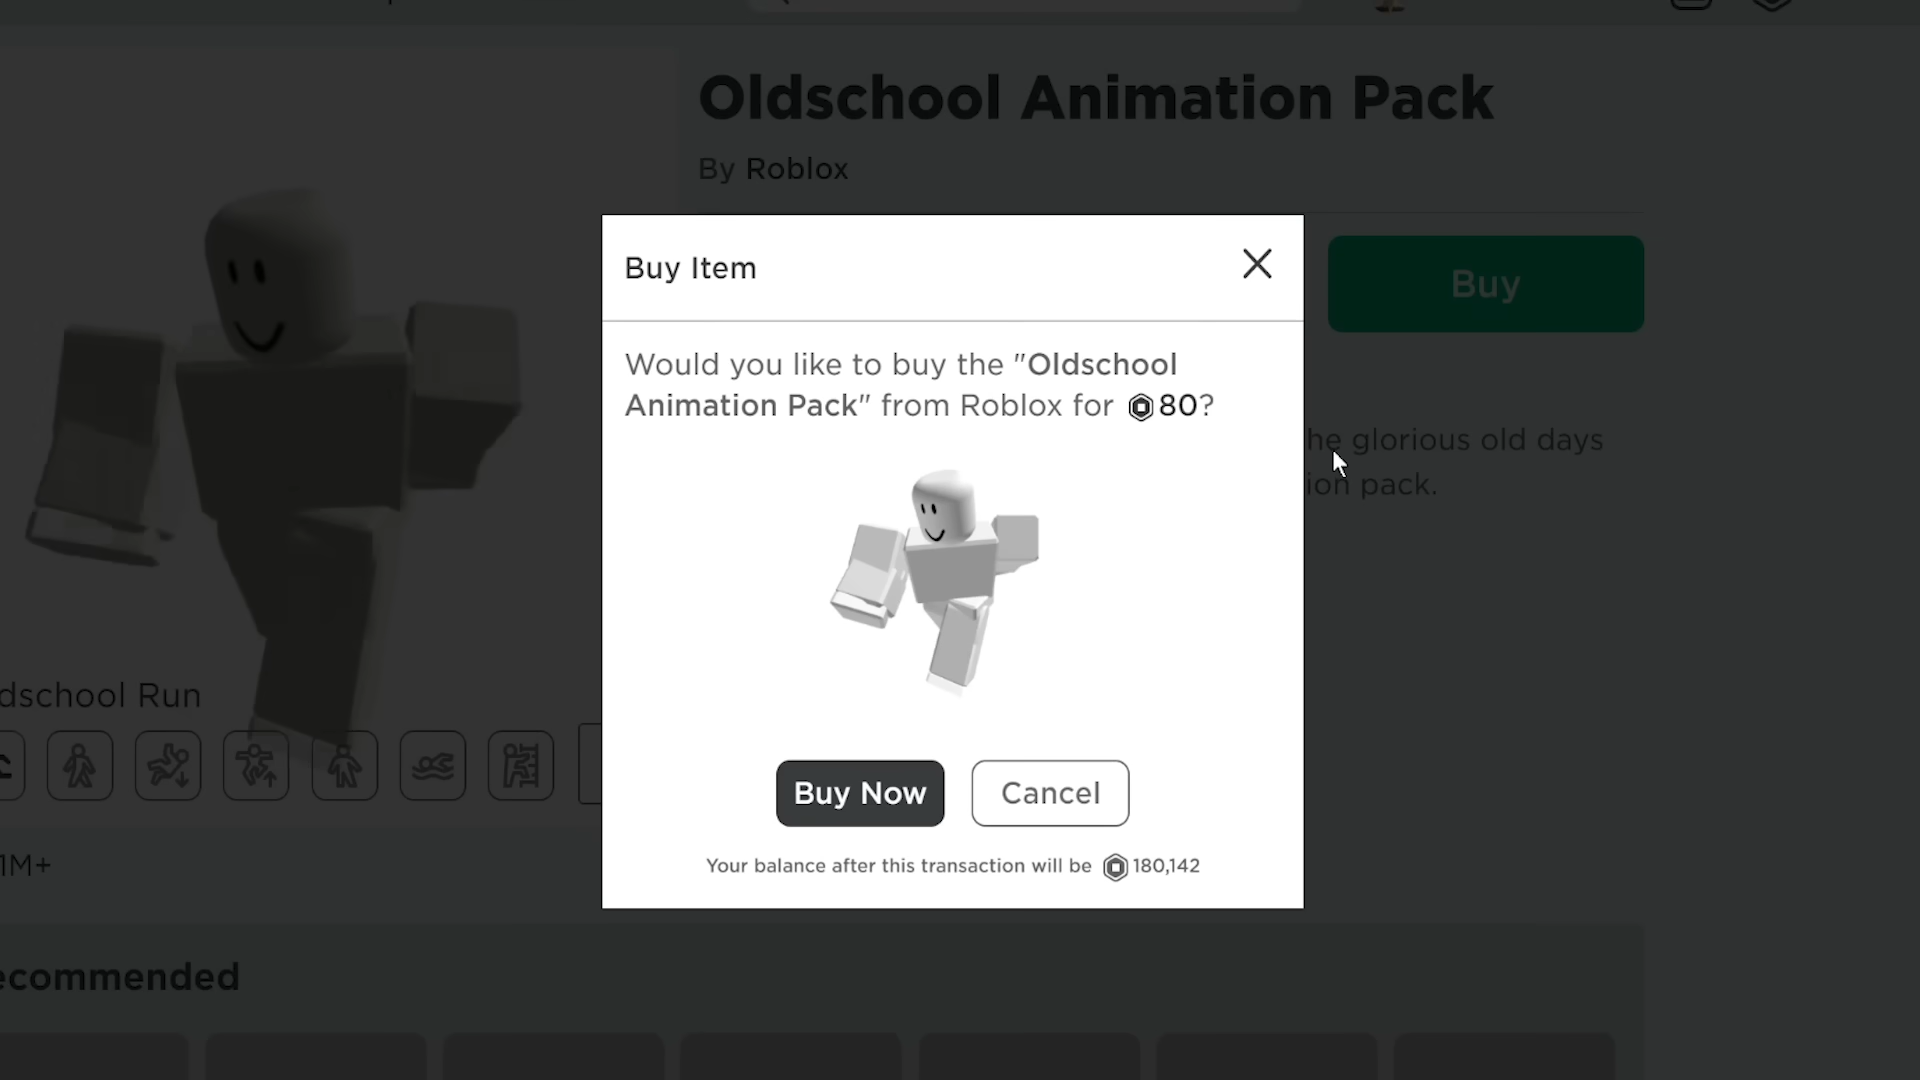 Oldschool Animation Pack
By Roblox
Buy Item
Buy
Would you like to buy the "Oldschool
Animation Pack" from Roblox for 80?
he glorious old days
ion pack.
dschool Run
Buy Now
Cancel
1M+
Your balance after this transaction will be 180,142
ecommended